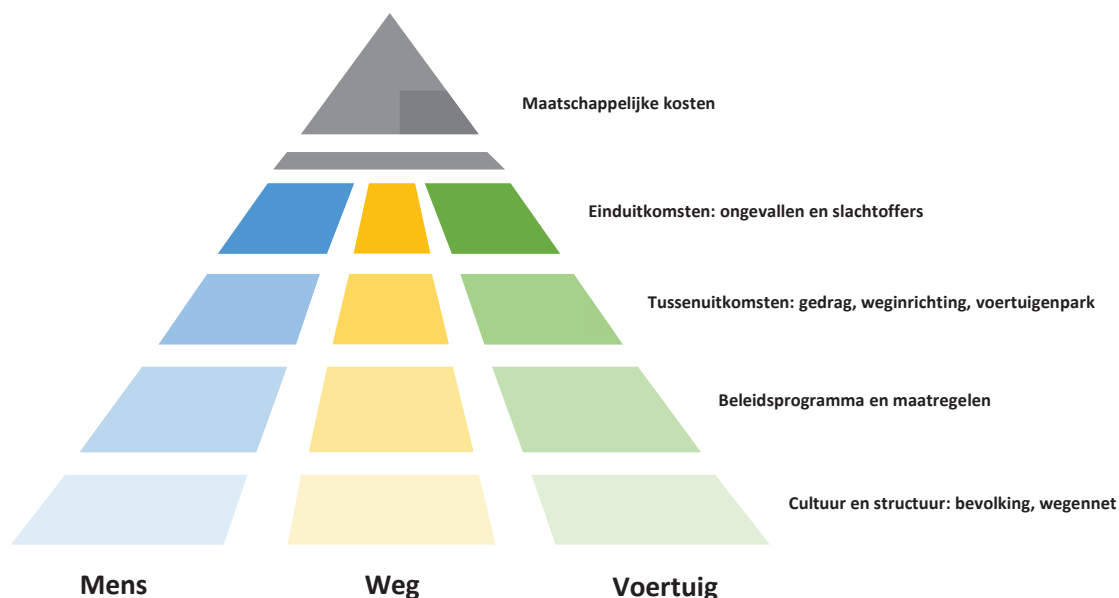 Maatschappelijke kosten
Einduitkomsten: ongevallen en slachtoffers
Tussenuitkomsten: gedrag, weginrichting, voertuigenpark
Beleidsprogramma en maatregelen
Cultuur en structuur: bevolking, wegennet
Mens
Weg
Voertuig